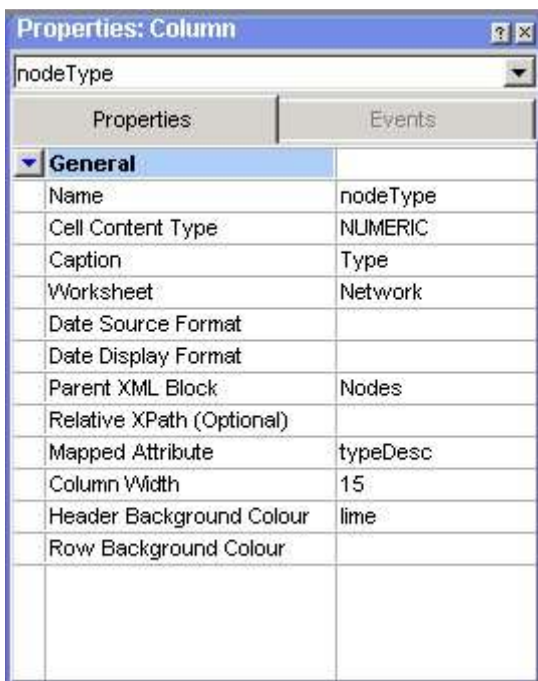 Properties: Column
nodeType
Properties Events
General
Name nodeType
Cell Content Type NUMERIC
Caption Type
Worksheet Network
Date Source Format
Date Display Format
Parent XML Block Nodes
Relative XPath (Optional)
Mapped Attribute typeDesc
Column Width 15
Header Background Colour lime
Row Background Colour